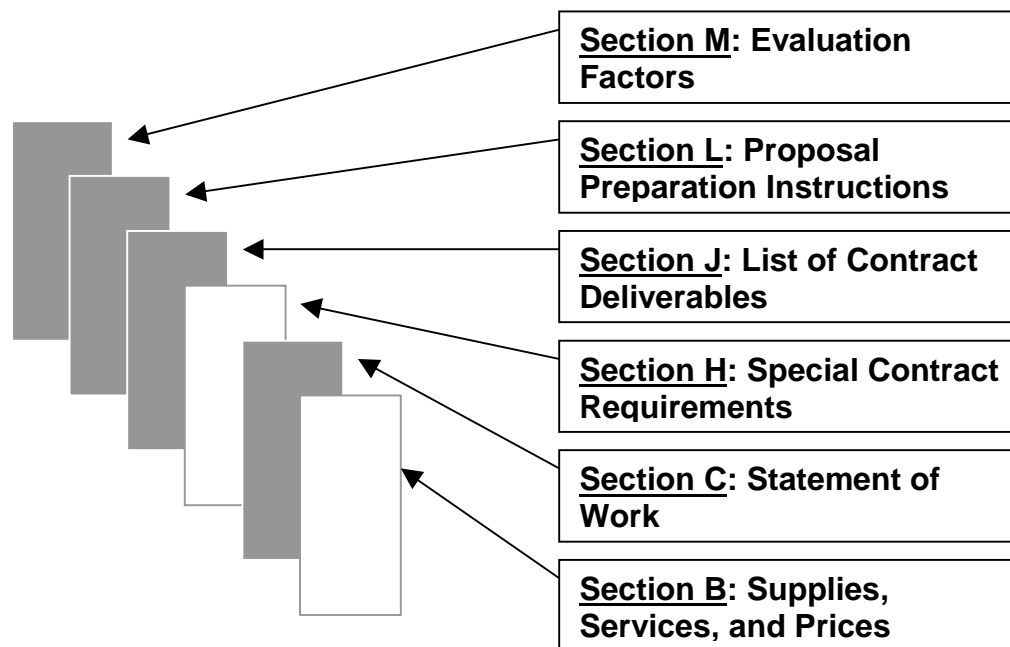 Section M: Evaluation
Factors
Section L: Proposal
Preparation Instructions
Section J: List of Contract
Deliverables
Section H: Special Contract
Requirements
Section C: Statement of
Work
Section B: Supplies,
Services, and Prices